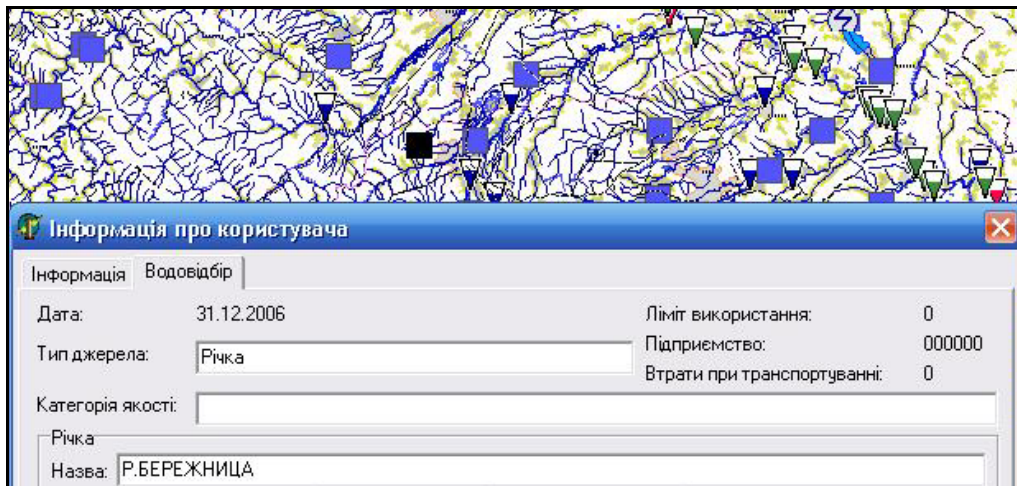 Інформація про користувача
Інформація Водовідбір
Дата: 31.12.2006 Ліміт використання: 0
Тип джерела: Річка Підприємство: 000000
Втрати при транспортуванні: 0
Категорія якості:
Річка
Назва: Р.БЕРЕЖНИЦА